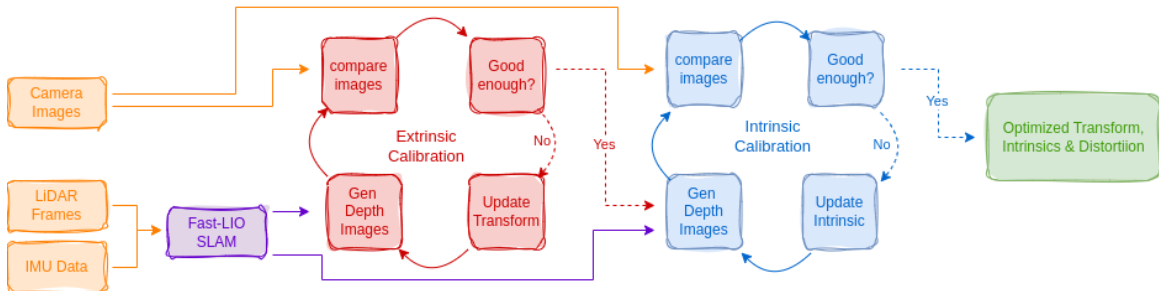 Camera
Images
LiDAR
Frames
IMU Data
Fast-LIO
SLAM
compare
images
Good
enough?
Extrinsic
Calibration
No
Yes
Gen
Depth
Images
Update
Transform
compare
images
Good
enough?
Intrinsic
Calibration
No
Yes
Gen
Depth
Images
Update
Intrinsic
Optimized Transform,
Intrinsics & Distortiion